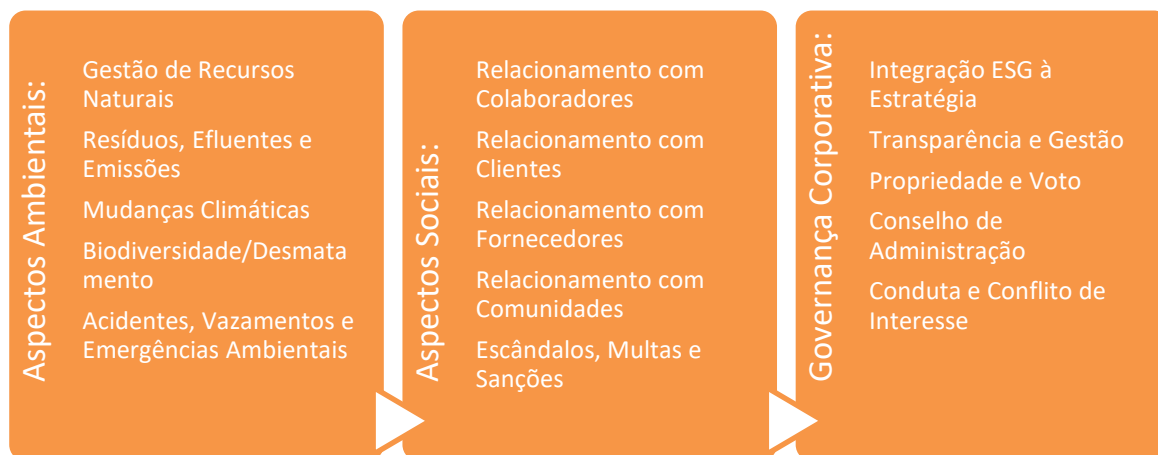 Aspectos Ambientais:
Gestão de Recursos
Naturais
Resíduos, Efluentes e
Emissões
Mudanças Climáticas
Biodiversidade/Desmata
mento
Acidentes, Vazamentos e
Emergências Ambientais
Aspectos Sociais:
Relacionamento com
Colaboradores
Relacionamento com
Clientes
Relacionamento com
Fornecedores
Relacionamento com
Comunidades
Escândalos, Multas e
Sanções
Governança Corporativa:
Integração ESG à
Estratégia
Transparência e Gestão
Propriedade e Voto
Conselho de
Administração
Conduta e Conflito de
Interesse